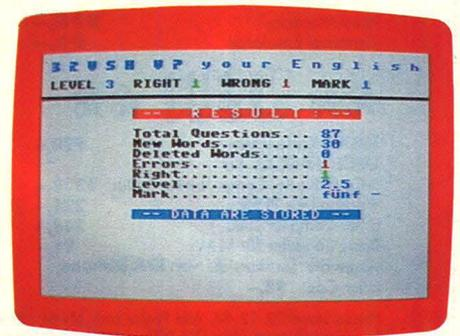 BRUSH UP your English
LEVEL 3 RIGHT 1 WRONG 1 MARK 1
-- RESULT: --
Total Questions... 87
New Words......... 30
Deleted Words..... 0
Errors............ 1
Right............. 1
Level............. 2.5
Mark.............. fünf -
-- DATA ARE STORED --